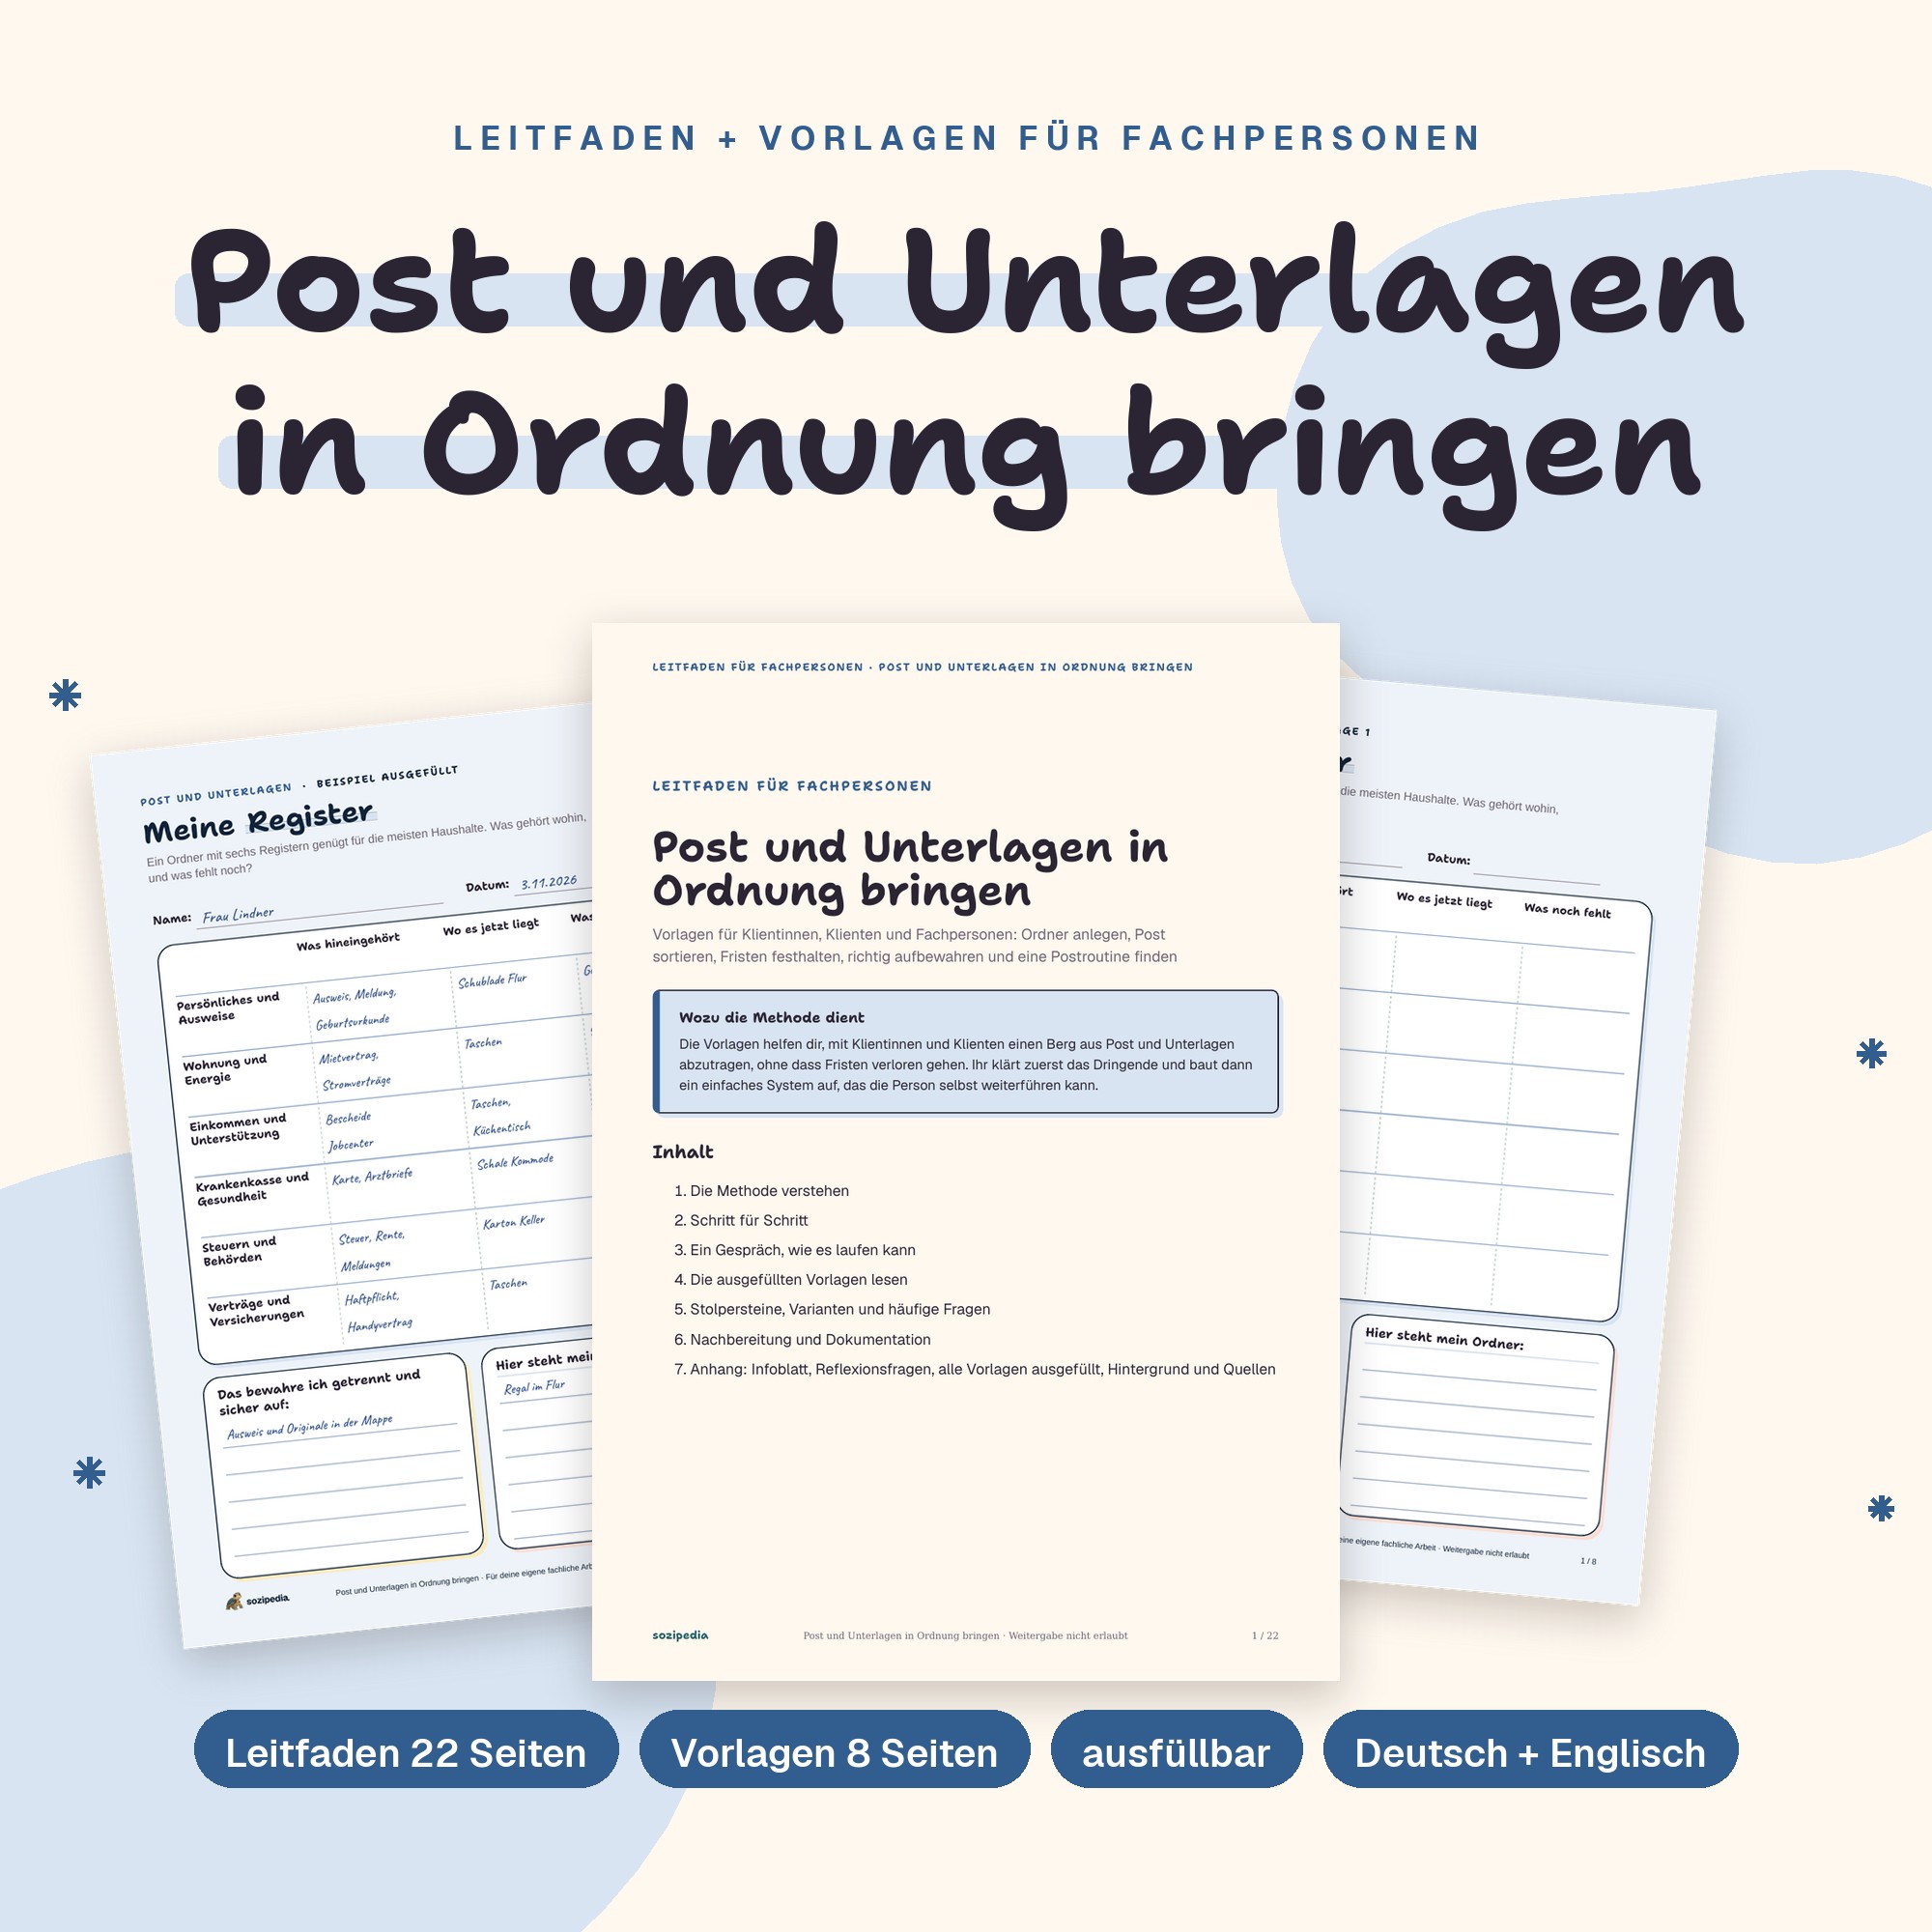 LEITFADEN + VORLAGEN FÜR FACHPERSONEN
Post und Unterlagen
in Ordnung bringen
POST UND UNTERLAGEN · BEISPIEL AUSGEFÜLLT
Meine Register
Ein Ordner mit sechs Registern genügt für die meisten Haushalte. Was gehört wohin,
und was fehlt noch?
Name: Frau Lindner
Datum: 3.11.2026
Was hineingehört
Wo es jetzt liegt
Persönliches und
Ausweise
Ausweis, Meldung,
Geburtsurkunde
Schublade Flur
Wohnung und
Energie
Mietvertrag,
Stromverträge
Taschen
Einkommen und
Unterstützung
Bescheide
Jobcenter
Taschen,
Küchentisch
Krankenkasse und
Gesundheit
Karte, Arztbriefe
Schale Kommode
Steuern und
Behörden
Steuer, Rente,
Meldungen
Karton Keller
Verträge und
Versicherungen
Haftpflicht,
Handyvertrag
Taschen
Das bewahre ich getrennt und
sicher auf:
Ausweis und Originale in der Mappe
Hier steht mein
Regal im Flur
sozipedia
Post und Unterlagen in Ordnung bringen · Für deine eigene fachliche
LEITFADEN FÜR FACHPERSONEN · POST UND UNTERLAGEN IN ORDNUNG BRINGEN
LEITFADEN FÜR FACHPERSONEN
Post und Unterlagen in
Ordnung bringen
Vorlagen für Klientinnen, Klienten und Fachpersonen: Ordner anlegen, Post
sortieren, Fristen festhalten, richtig aufbewahren und eine Postroutine finden
Wozu die Methode dient
Die Vorlagen helfen dir, mit Klientinnen und Klienten einen Berg aus Post und Unterlagen
abzutragen, ohne dass Fristen verloren gehen. Ihr klärt zuerst das Dringende und baut dann
ein einfaches System auf, das die Person selbst weiterführen kann.
Inhalt
1. Die Methode verstehen
2. Schritt für Schritt
3. Ein Gespräch, wie es laufen kann
4. Die ausgefüllten Vorlagen lesen
5. Stolpersteine, Varianten und häufige Fragen
6. Nachbereitung und Dokumentation
7. Anhang: Infoblatt, Reflexionsfragen, alle Vorlagen ausgefüllt, Hintergrund und Quellen
sozipedia
Post und Unterlagen in Ordnung bringen · Weitergabe nicht erlaubt
1 / 22
die meisten Haushalte. Was gehört wohin,
Datum:
Wo es jetzt liegt
Was noch fehlt
Hier steht mein Ordner:
eigene fachliche Arbeit · Weitergabe nicht erlaubt
1 / 8
Leitfaden 22 Seiten
Vorlagen 8 Seiten
ausfüllbar
Deutsch + Englisch